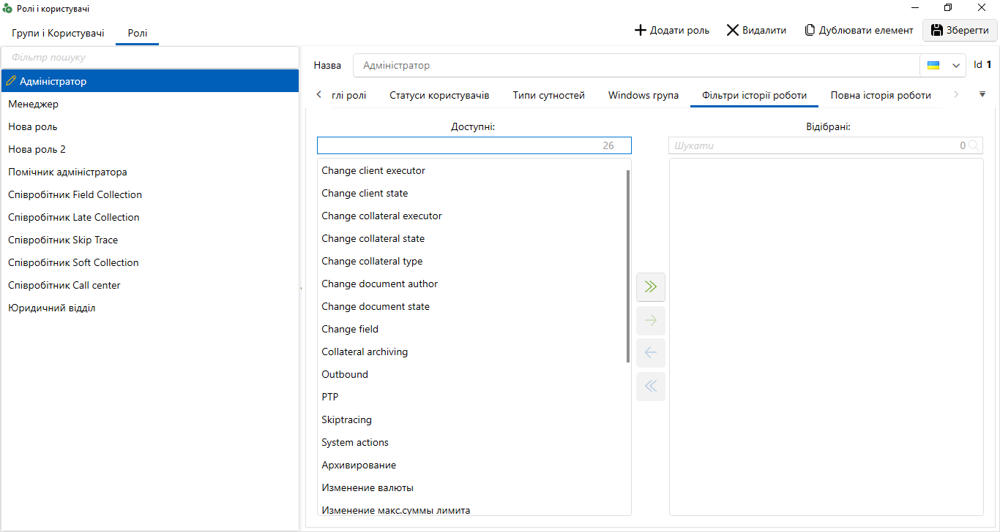 Ролі і користувачі
Групи і Користувачі Ролі
Додати роль Видалити Дублювати елемент Зберегти
Фільтр пошуку
Адміністратор
Менеджер
Нова роль
Нова роль 2
Помічник адміністратора
Співробітник Field Collection
Співробітник Late Collection
Співробітник Skip Trace
Співробітник Soft Collection
Співробітник Call center
Юридичний відділ
Назва Адміністратор Id 1
глі ролі Статуси користувачів Типи сутностей Windows група Фільтри історії роботи Повна історія роботи
Доступні:
26
Change client executor
Change client state
Change collateral executor
Change collateral state
Change collateral type
Change document author
Change document state
Change field
Collateral archiving
Outbound
PTP
Skiptracing
System actions
Архивирование
Изменение валюты
Изменение макс.суммы лимита
Відібрані:
Шукати 0